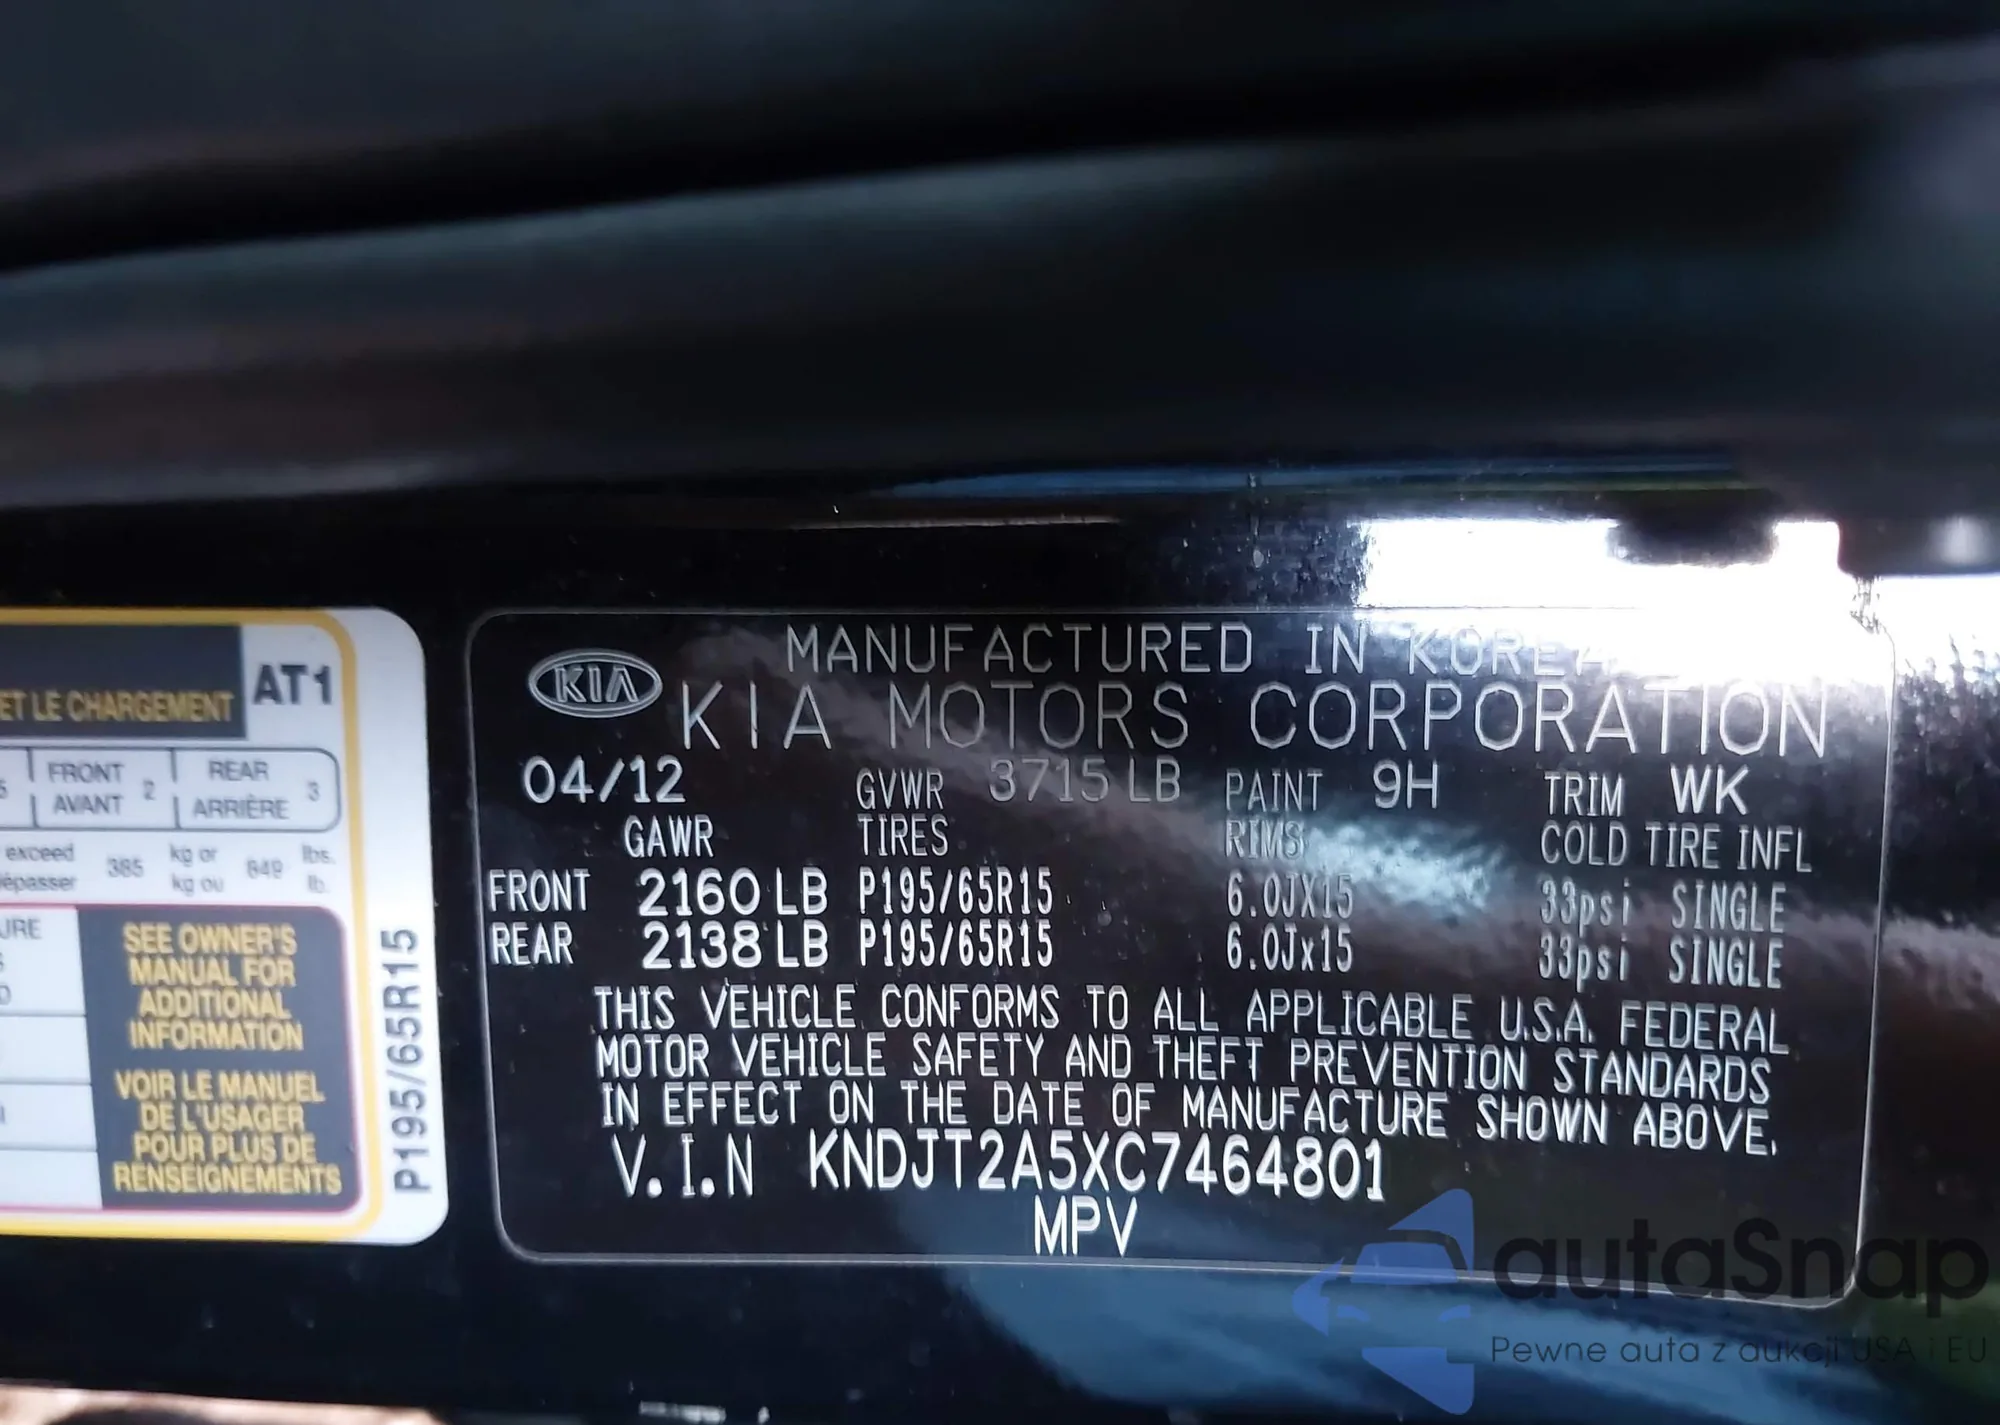 ET LE CHARGEMENT
AT1
FRONT 2 REAR 3
AVANT ARRIÈRE
exceed 385 kg or 849 lbs.
dépasser kg ou lb.
SEE OWNER'S
MANUAL FOR
ADDITIONAL
INFORMATION
VOIR LE MANUEL
DE L'USAGER
POUR PLUS DE
RENSEIGNEMENTS
P195/65R15
KIA
MANUFACTURED IN KOREA
KIA MOTORS CORPORATION
04/12 GVWR 3715 LB PAINT 9H TRIM WK
GAWR TIRES RIMS COLD TIRE INFL
FRONT 2160 LB P195/65R15 6.0JX15 33psi SINGLE
REAR 2138 LB P195/65R15 6.0Jx15 33psi SINGLE
THIS VEHICLE CONFORMS TO ALL APPLICABLE U.S.A. FEDERAL
MOTOR VEHICLE SAFETY AND THEFT PREVENTION STANDARDS
IN EFFECT ON THE DATE OF MANUFACTURE SHOWN ABOVE.
V.I.N KNDJT2A5XC7464801
MPV
autaSnap
Pewne auta z aukcji USA i EU